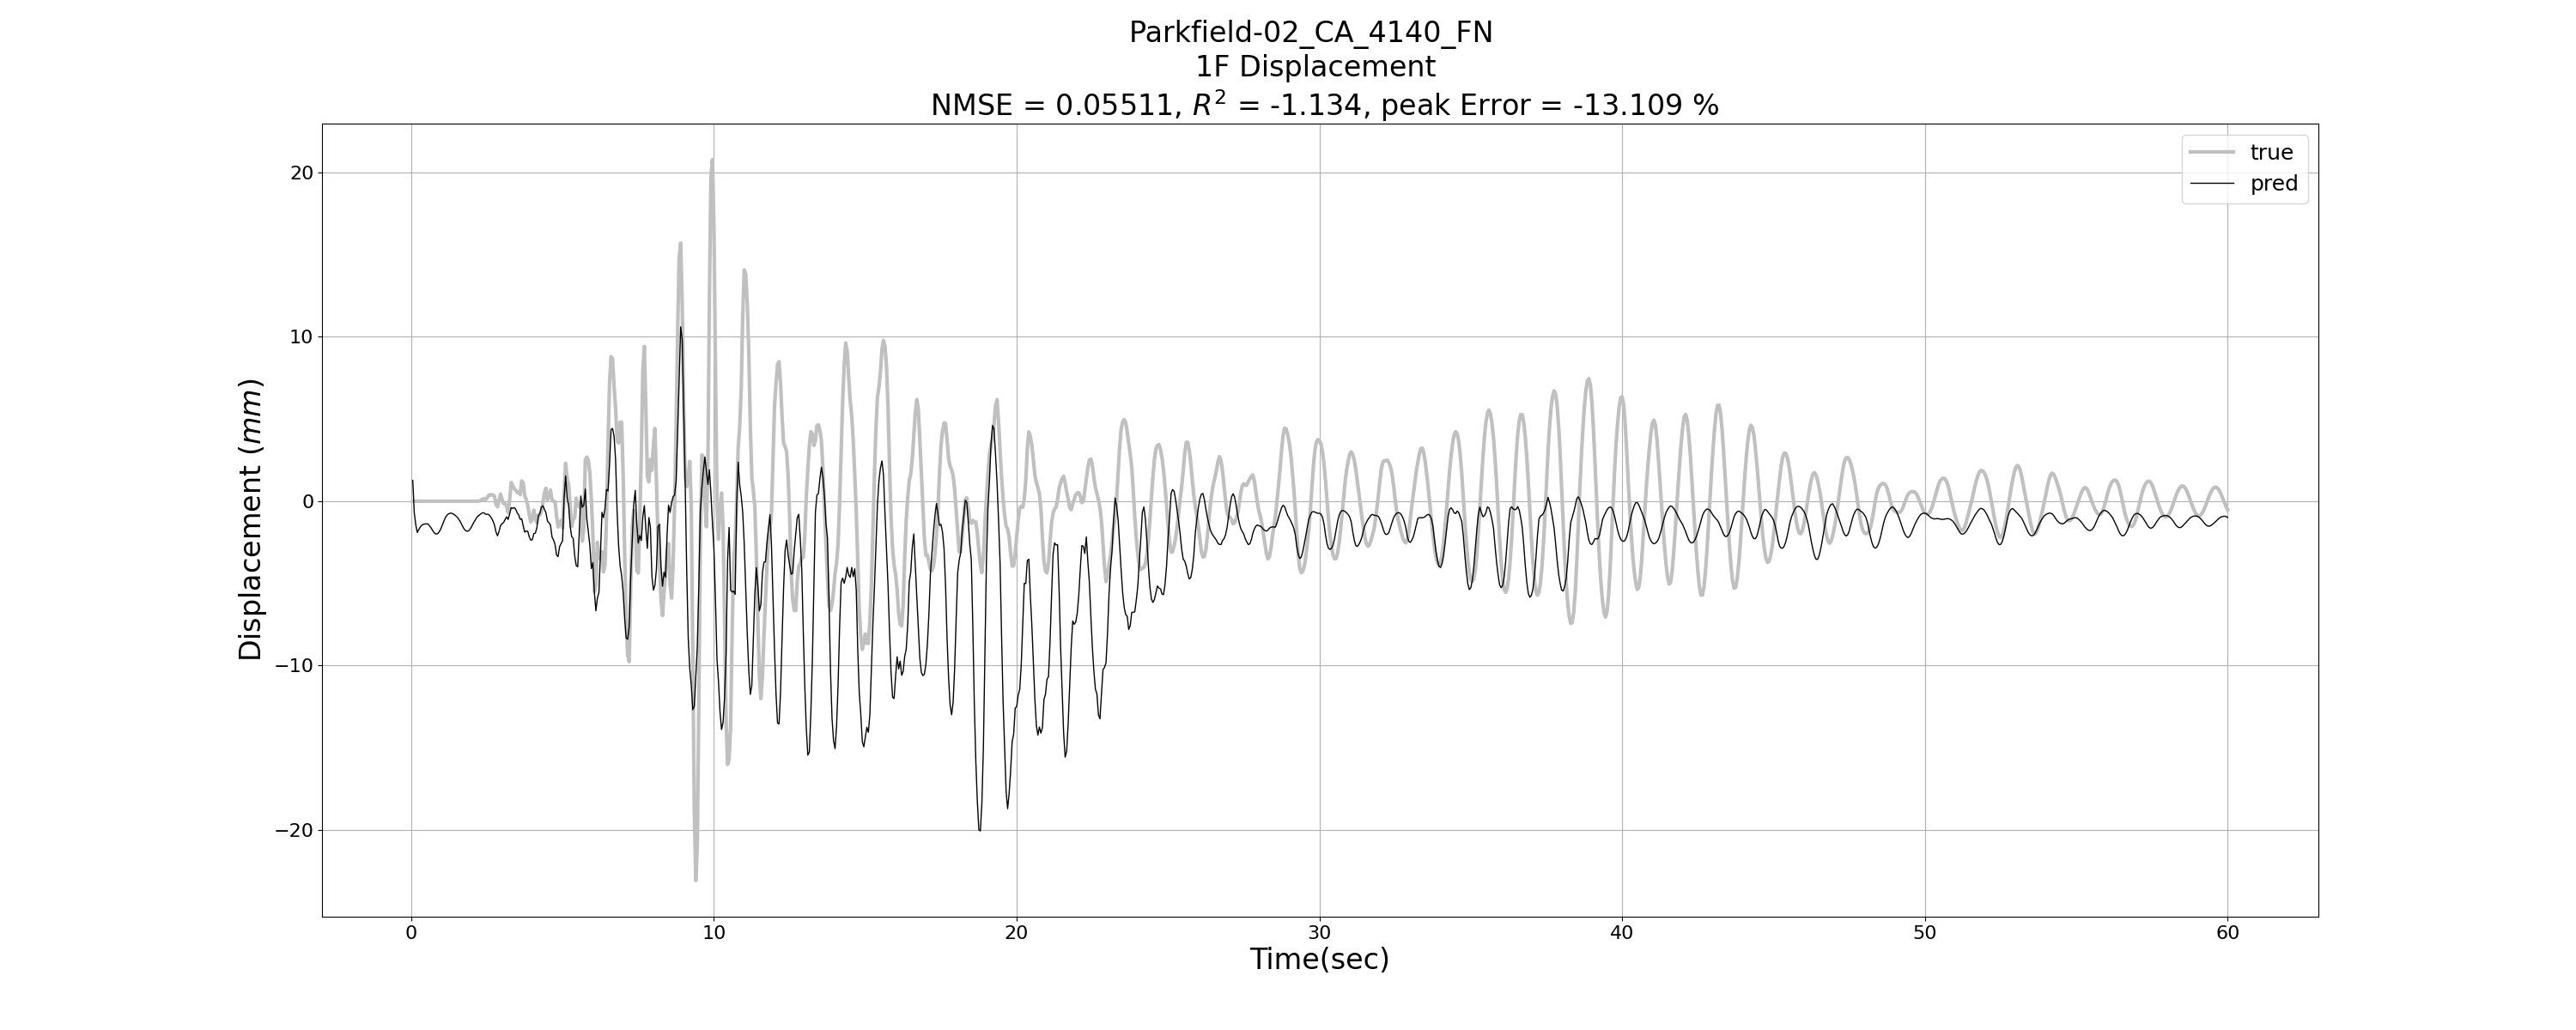 Parkfield-02_CA_4140_FN
1F Displacement
NMSE = 0.05511, R² = -1.134, peak Error = -13.109 %
true
pred
20
10
0
−10
−20
Displacement (mm)
0 10 20 30 40 50 60
Time(sec)